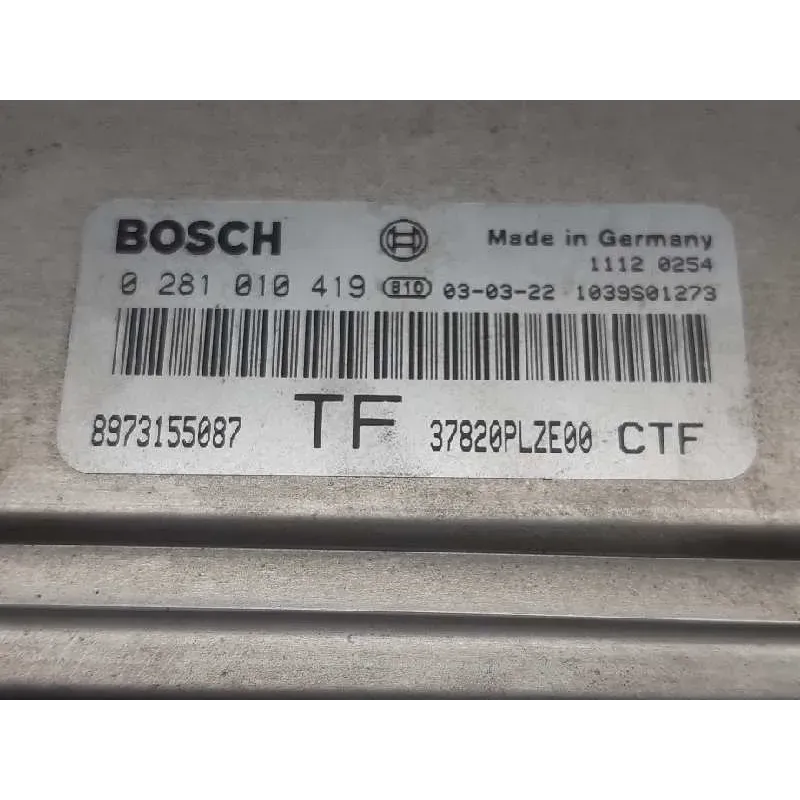 BOSCH Made in Germany
1112 0254
0 281 010 419 810 03-03-22 1039S01273
8973155087 TF 37820PLZE00 CTF